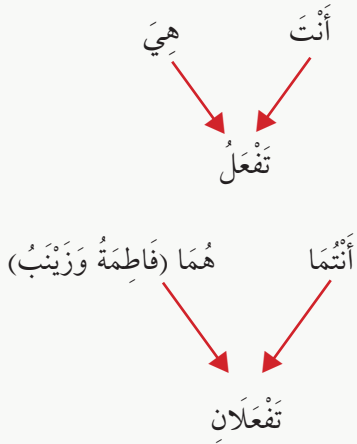 أَنْتَ هِيَ
تَفْعَلُ
أَنْتُمَا هُمَا (فَاطِمَةُ وَزَيْنَبُ)
تَفْعَلَانِ